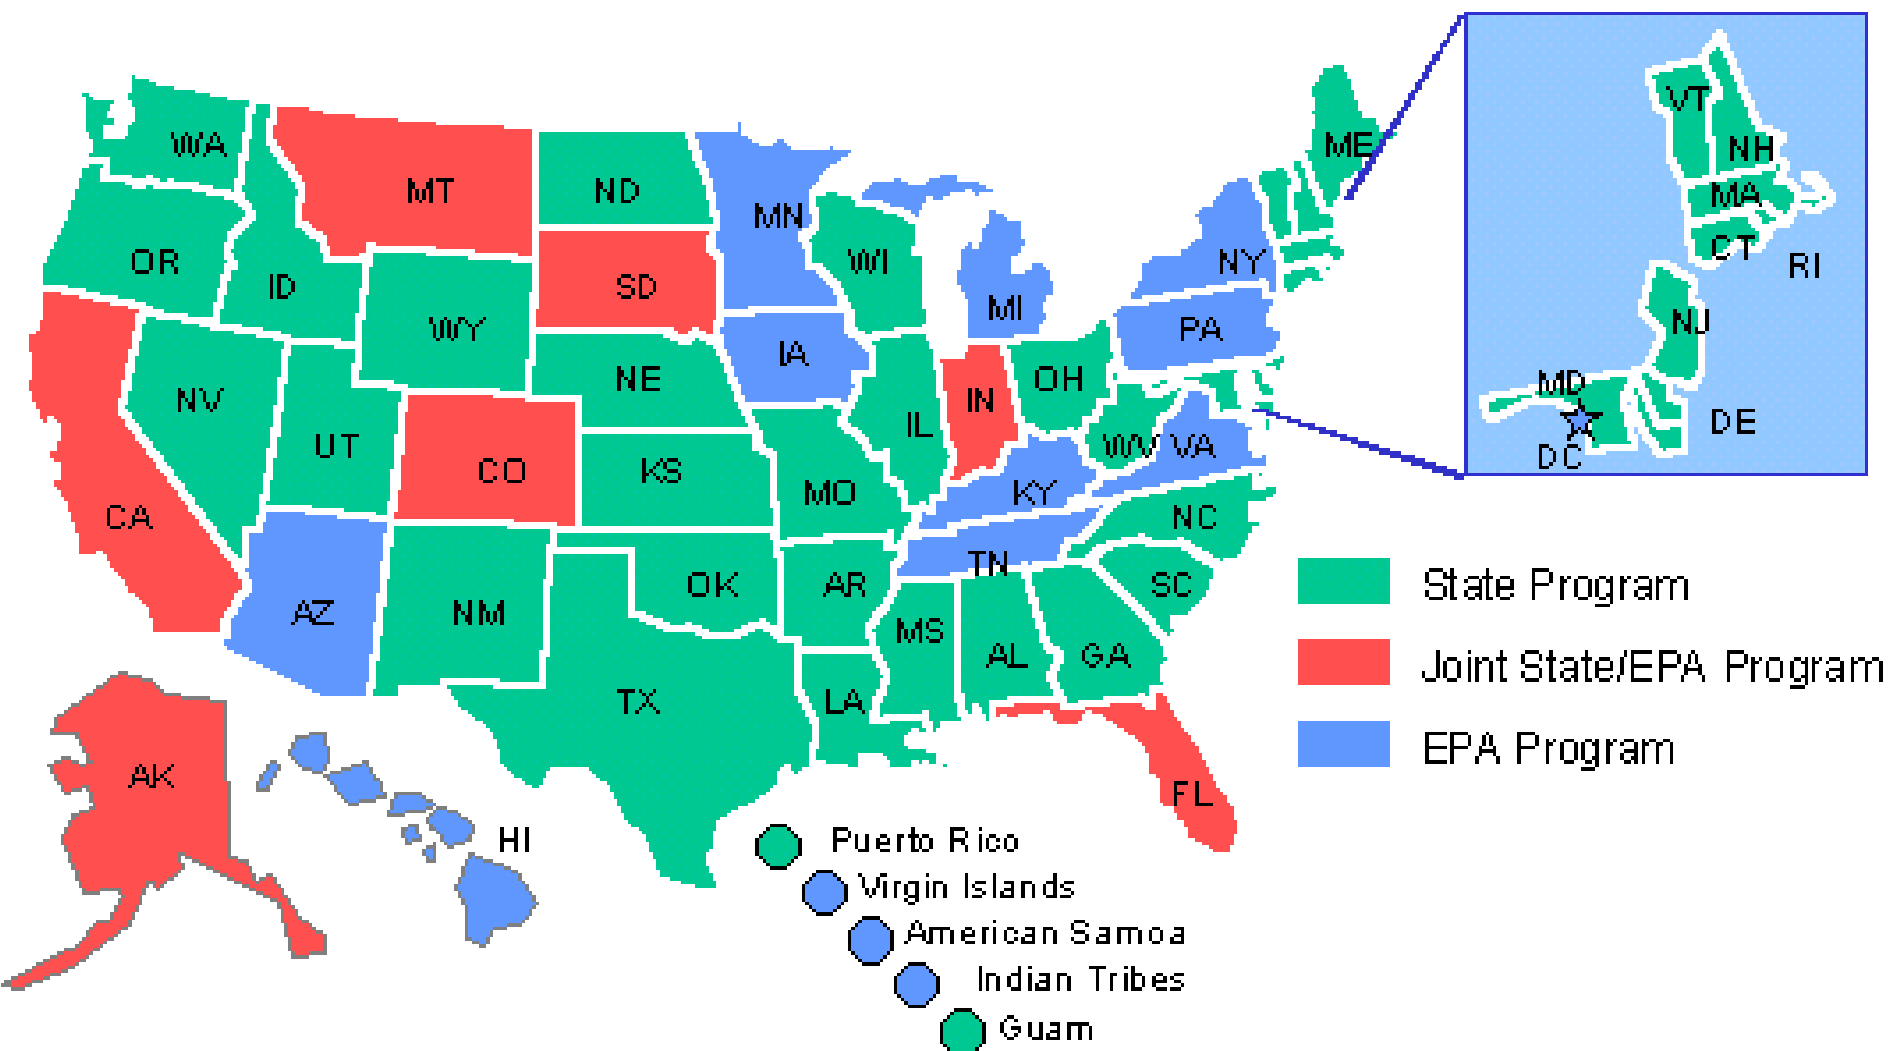 WA
MT
ND
MN
ME
OR
ID
SD
WI
NY
WY
MI
PA
IA
NV
NE
OH
UT
IL
IN
CO
KS
WV
VA
CA
MO
KY
NC
TN
AZ
NM
OK
AR
SC
MS
AL
GA
TX
LA
AK
FL
HI
VT
NH
MA
CT
RI
NJ
MD
DE
DC
State Program
Joint State/EPA Program
EPA Program
Puerto Rico
Virgin Islands
American Samoa
Indian Tribes
Guam